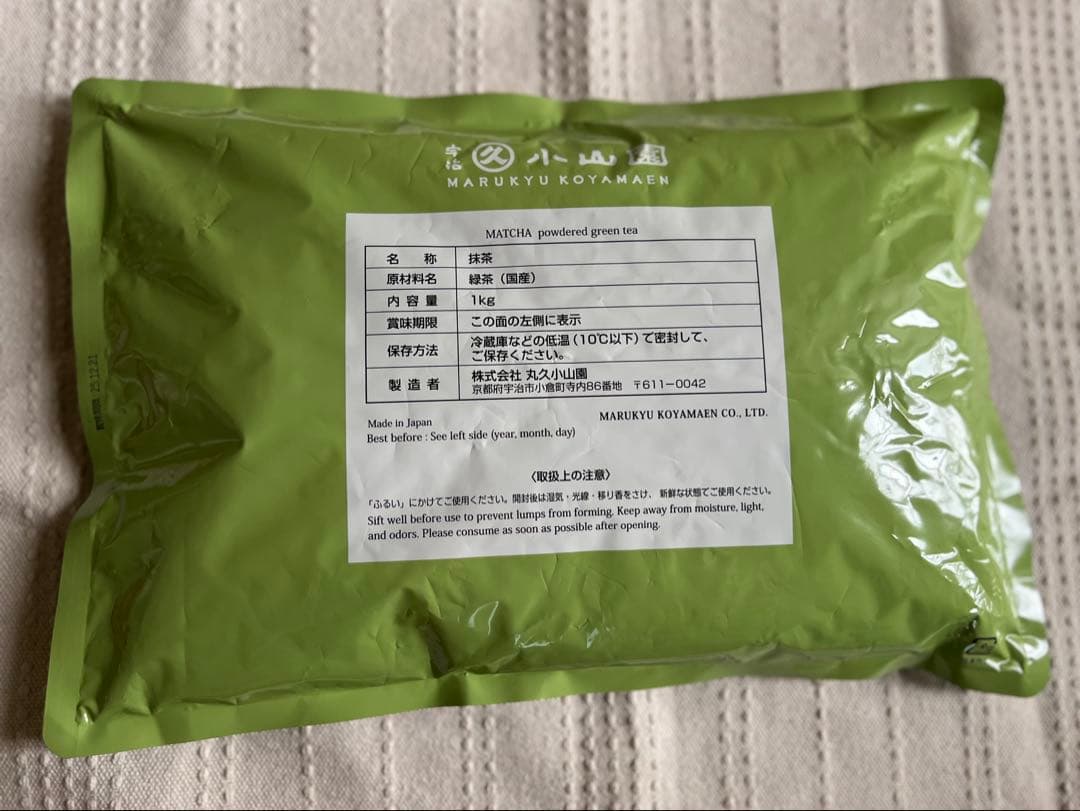 宇治 久 小山園
MARUKYU KOYAMAEN
MATCHA powdered green tea
名 称 抹茶
原材料名 緑茶（国産）
内容量 1kg
賞味期限 この面の左側に表示
保存方法 冷蔵庫などの低温（10℃以下）で密封して、
ご保存ください。
製造者 株式会社 丸久小山園
京都府宇治市小倉町寺内86番地 〒611-0042
Made in Japan
MARUKYU KOYAMAEN CO., LTD.
Best before : See left side (year, month, day)
〈取扱上の注意〉
「ふるい」にかけてご使用ください。開封後は湿気・光線・移り香をさけ、新鮮な状態でご使用ください。
Sift well before use to prevent lumps from forming. Keep away from moisture, light,
and odors. Please consume as soon as possible after opening.
賞味期限 25.12.21